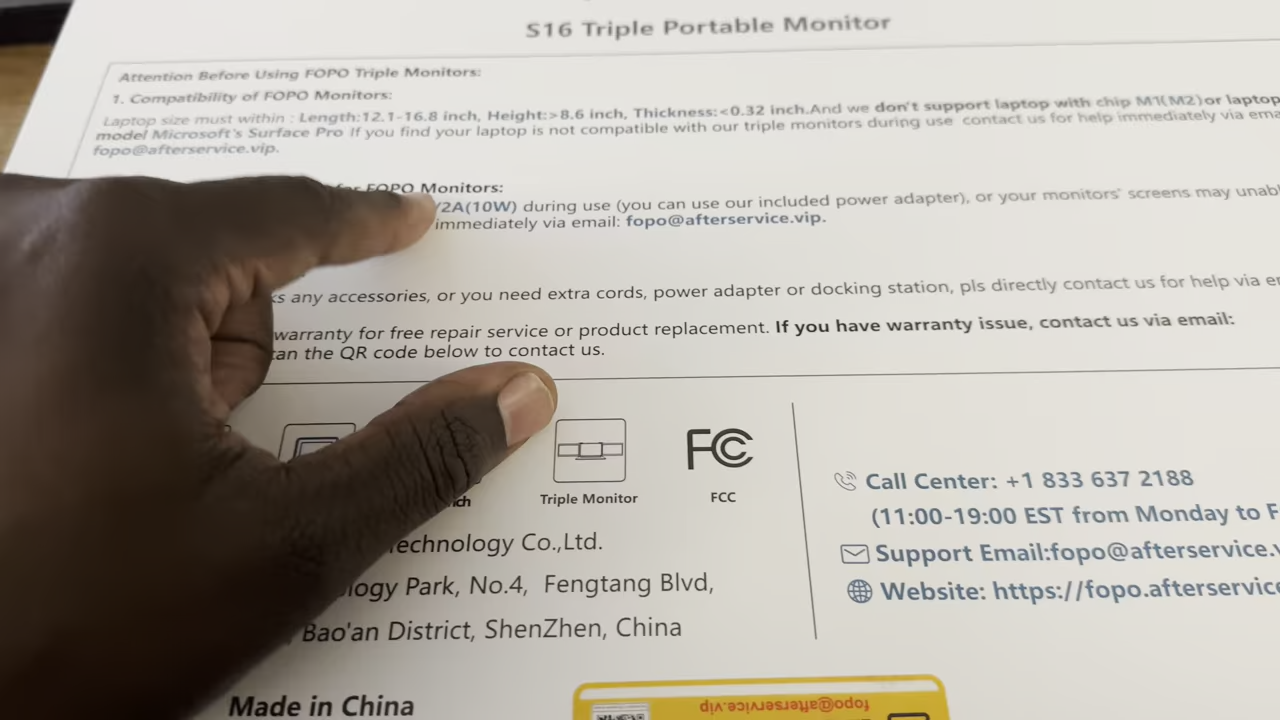 S16 Triple Portable Monitor
Attention Before Using FOPO Triple Monitors:
1. Compatibility of FOPO Monitors:
Laptop size must within : Length:12.1-16.8 inch, Height:>8.6 inch, Thickness:<0.32 inch.And we don't support laptop with chip M1(M2)or laptop
model Microsoft's Surface Pro If you find your laptop is not compatible with our triple monitors during use contact us for help immediately via
fopo@afterservice.vip.
for FOPO Monitors:
/2A(10W) during use (you can use our included power adapter), or your monitors' screens may
immediately via email: fopo@afterservice.vip.
any accessories, or you need extra cords, power adapter or docking station, pls directly contact us for help via
warranty for free repair service or product replacement. If you have warranty issue, contact us via email:
the QR code below to contact us.
Triple Monitor
FC
FCC
Technology Co.,Ltd.
Park, No.4, Fengtang Blvd,
Bao'an District, ShenZhen, China
Made in China
Call Center: +1 833 637 2188
(11:00-19:00 EST from Monday to
Support Email:fopo@afterservice.
Website: https://fopo.afterservice
fopo@afterservice.vip